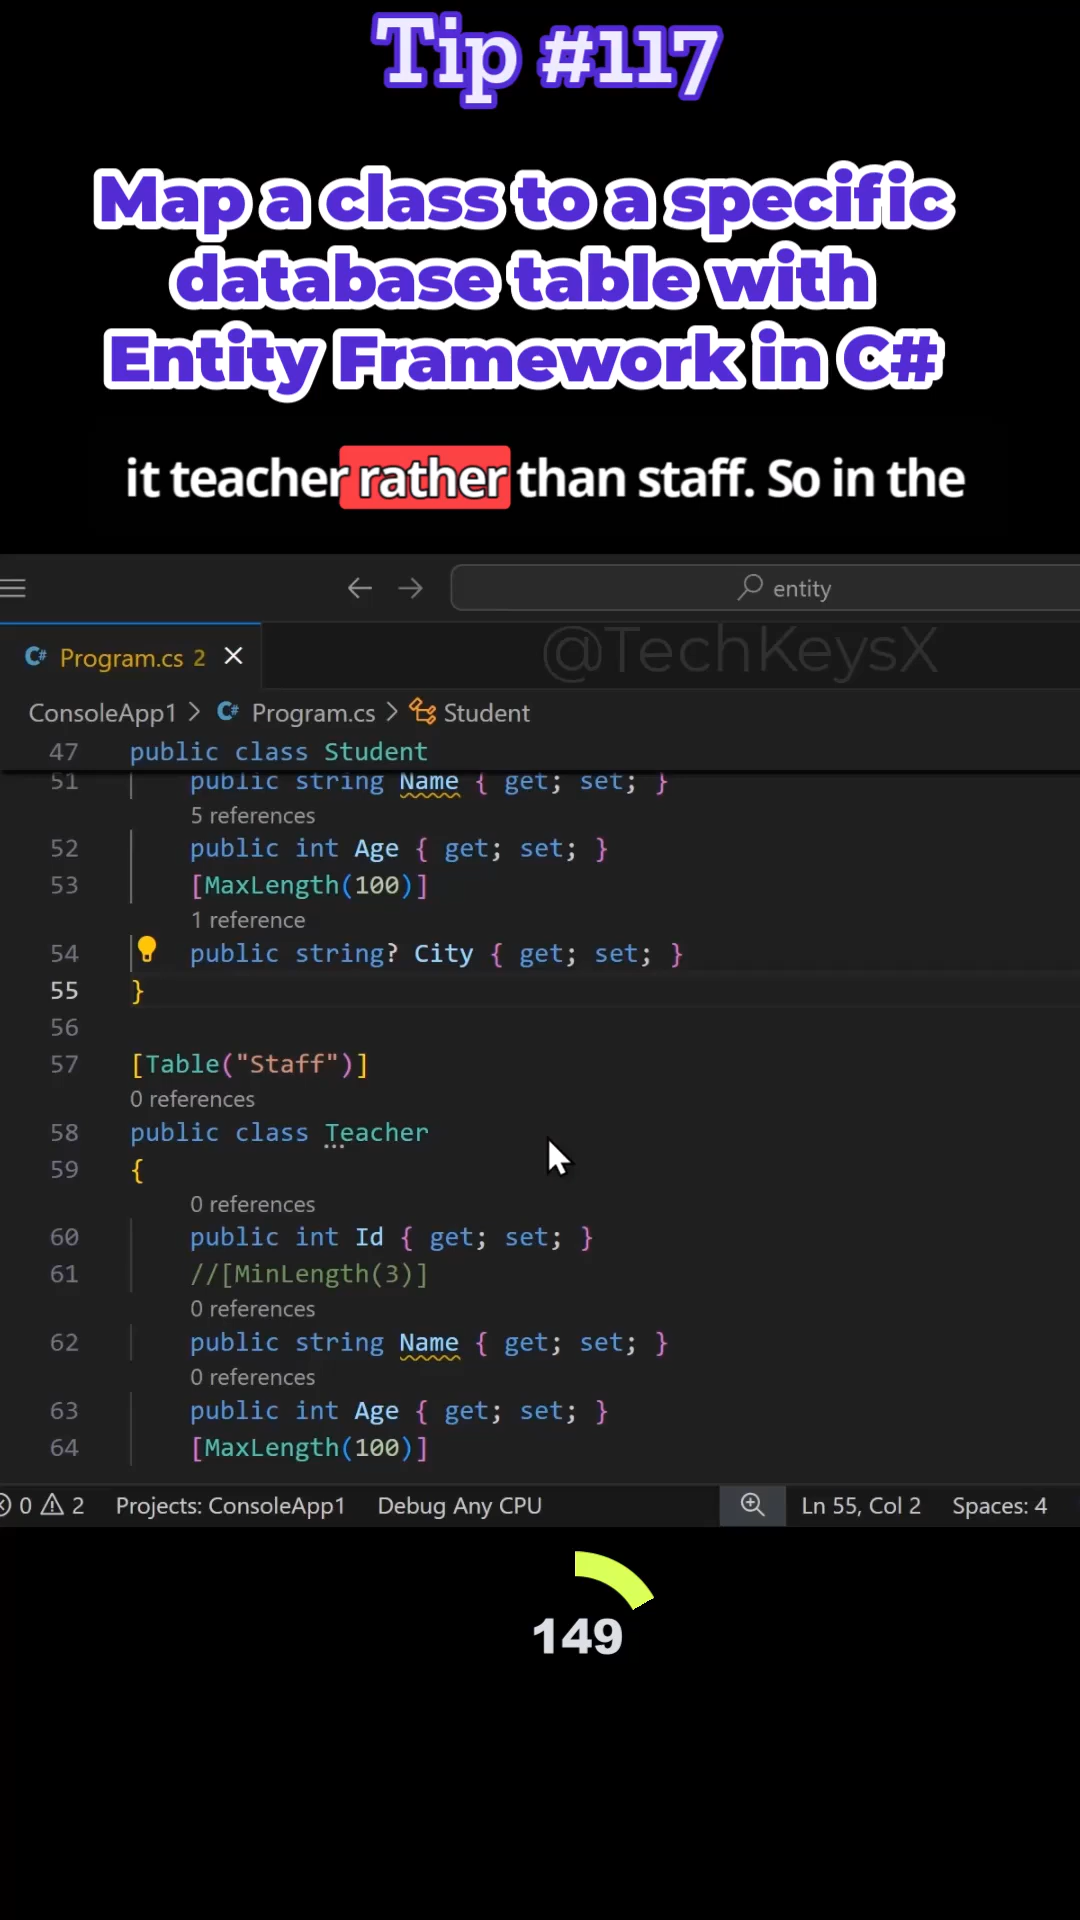 Tip #117
Map a class to a specific
database table with
Entity Framework in C#
it teacher rather than staff. So in the
entity
C# Program.cs 2
@TechKeysX
ConsoleApp1 > C# Program.cs > Student
47 public class Student
51 public string Name { get; set; }
5 references
52 public int Age { get; set; }
53 [MaxLength(100)]
1 reference
54 public string? City { get; set; }
55 }
56
57 [Table("Staff")]
0 references
58 public class Teacher
59 {
0 references
60 public int Id { get; set; }
61 //[MinLength(3)]
0 references
62 public string Name { get; set; }
0 references
63 public int Age { get; set; }
64 [MaxLength(100)]
0 2 Projects: ConsoleApp1 Debug Any CPU Ln 55, Col 2 Spaces: 4
149